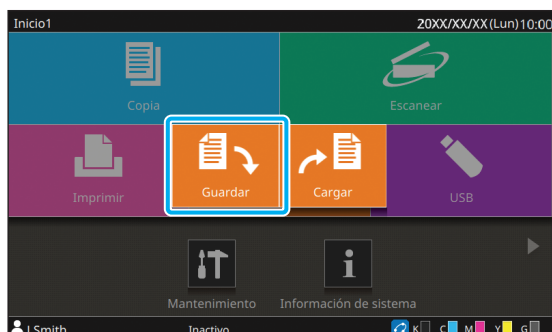 Inicio1 20XX/XX/XX(Lun)10:00
Copia Escanear
Imprimir Guardar Cargar USB
Mantenimiento Información de sistema
J.Smith Inactivo K C M Y G